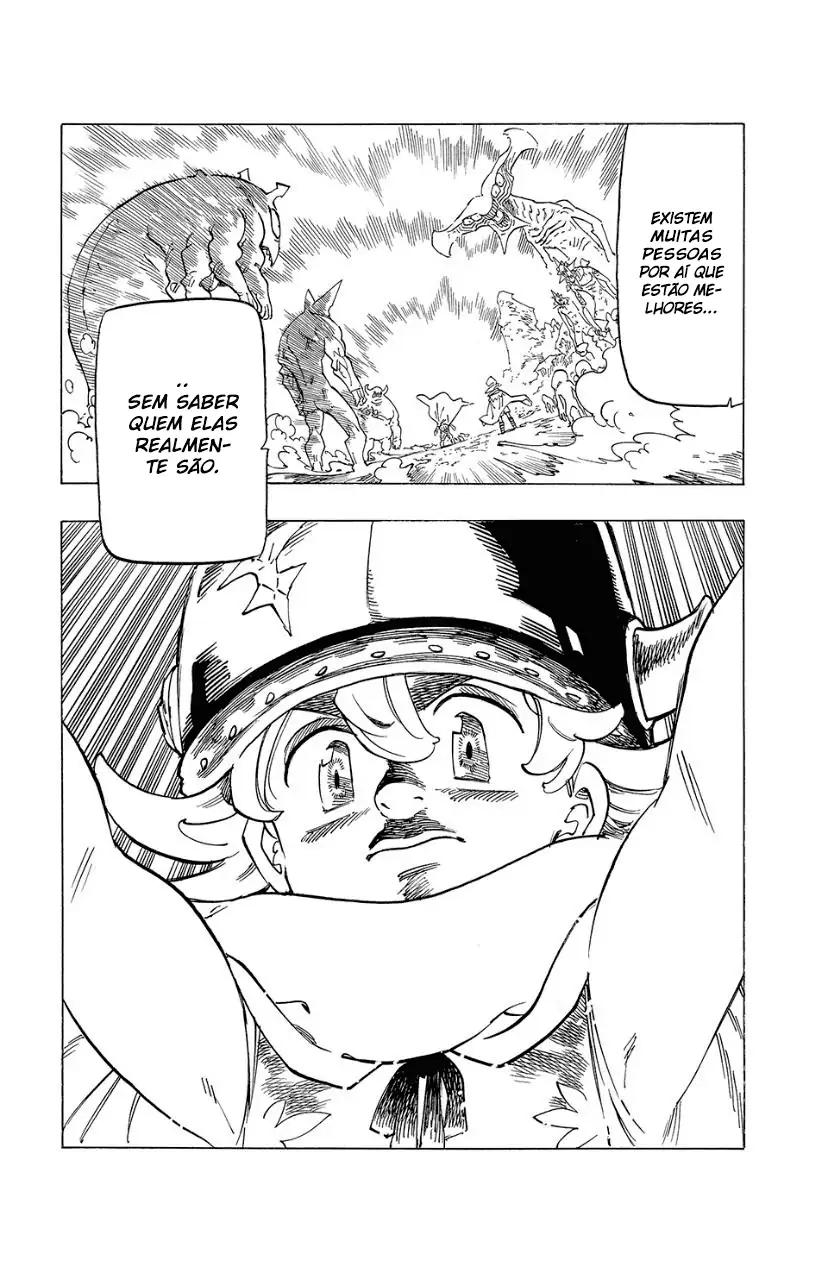 EXISTEM
MUITAS
PESSOAS
POR AÍ QUE
ESTÃO ME-
LHORES...
..
SEM SABER
QUEM ELAS
REALMEN-
TE SÃO.